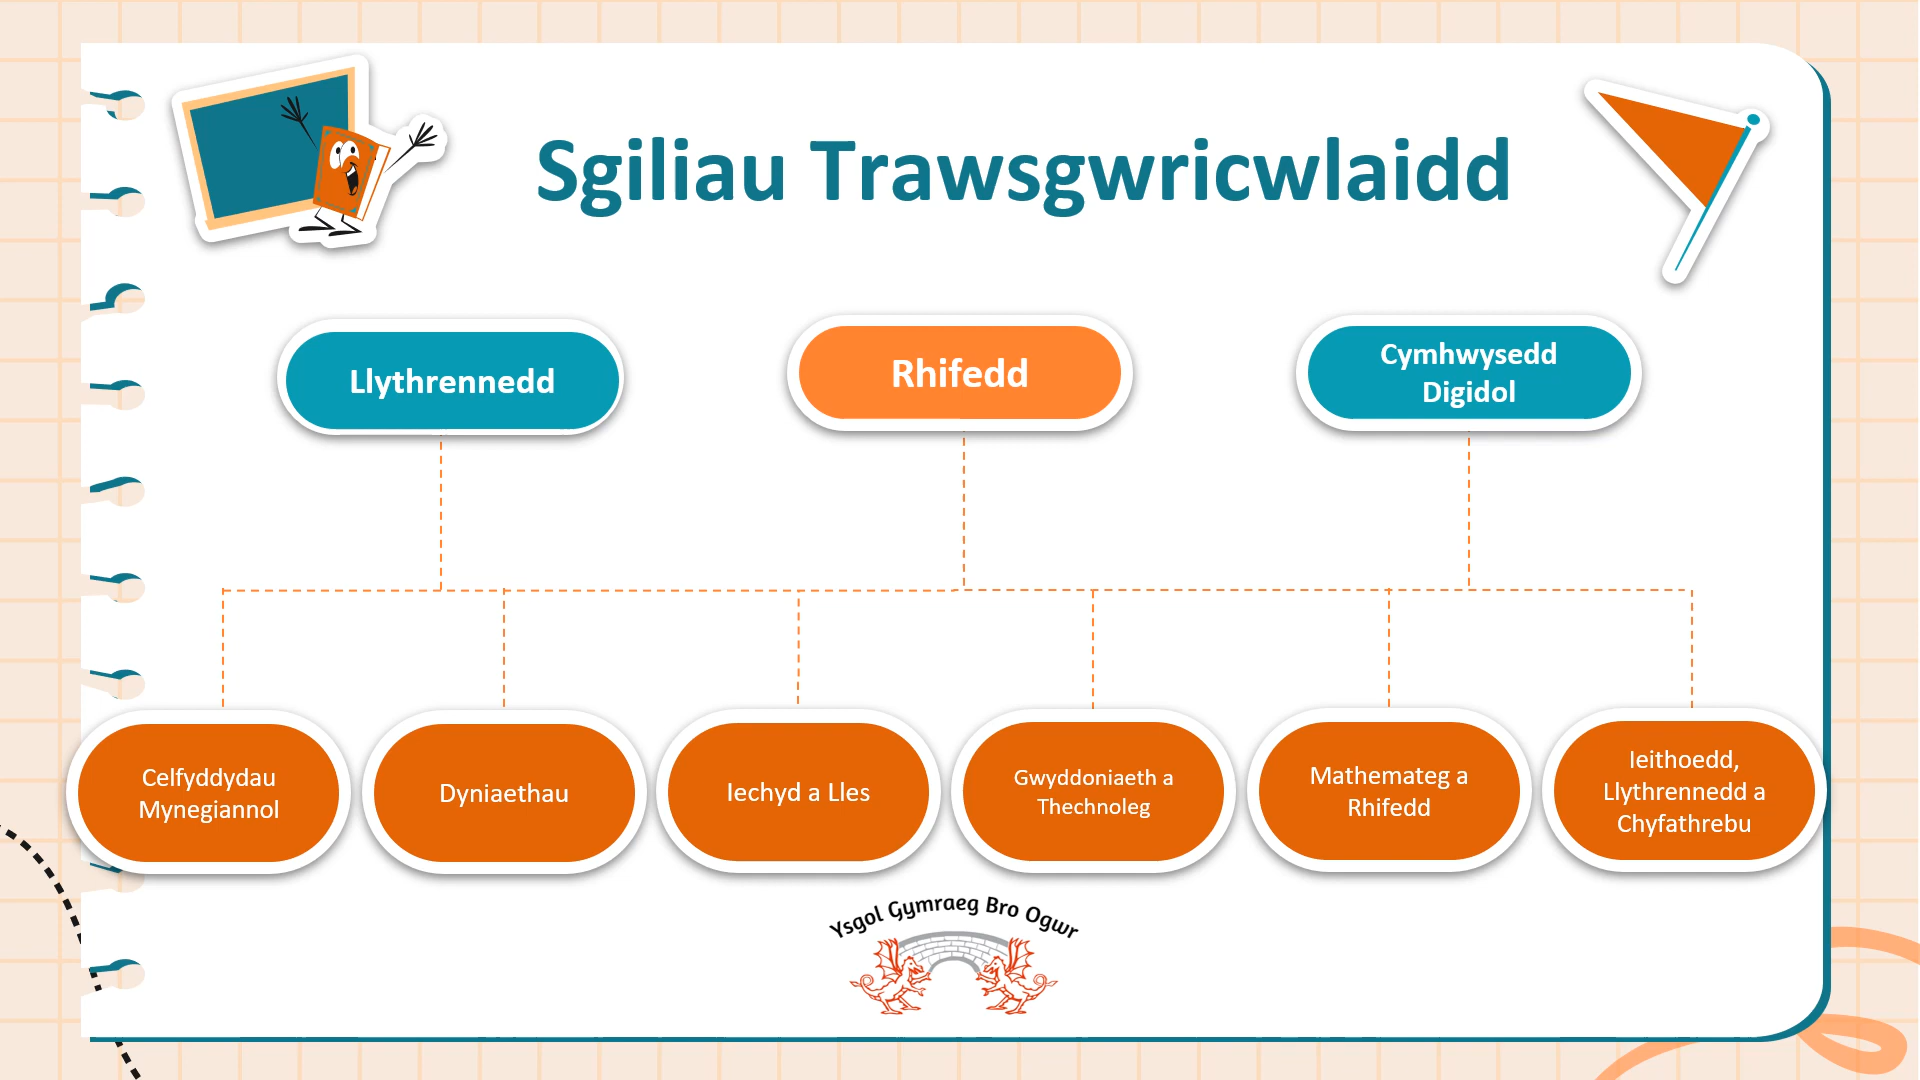 Sgiliau Trawsgwricwlaidd
Llythrennedd
Rhifedd
Cymhwysedd
Digidol
Celfyddydau
Mynegiannol
Dyniaethau
Iechyd a Lles
Gwyddoniaeth a
Thechnoleg
Mathemateg a
Rhifedd
Ieithoedd,
Llythrennedd a
Chyfathrebu
Ysgol Gymraeg Bro Ogwr